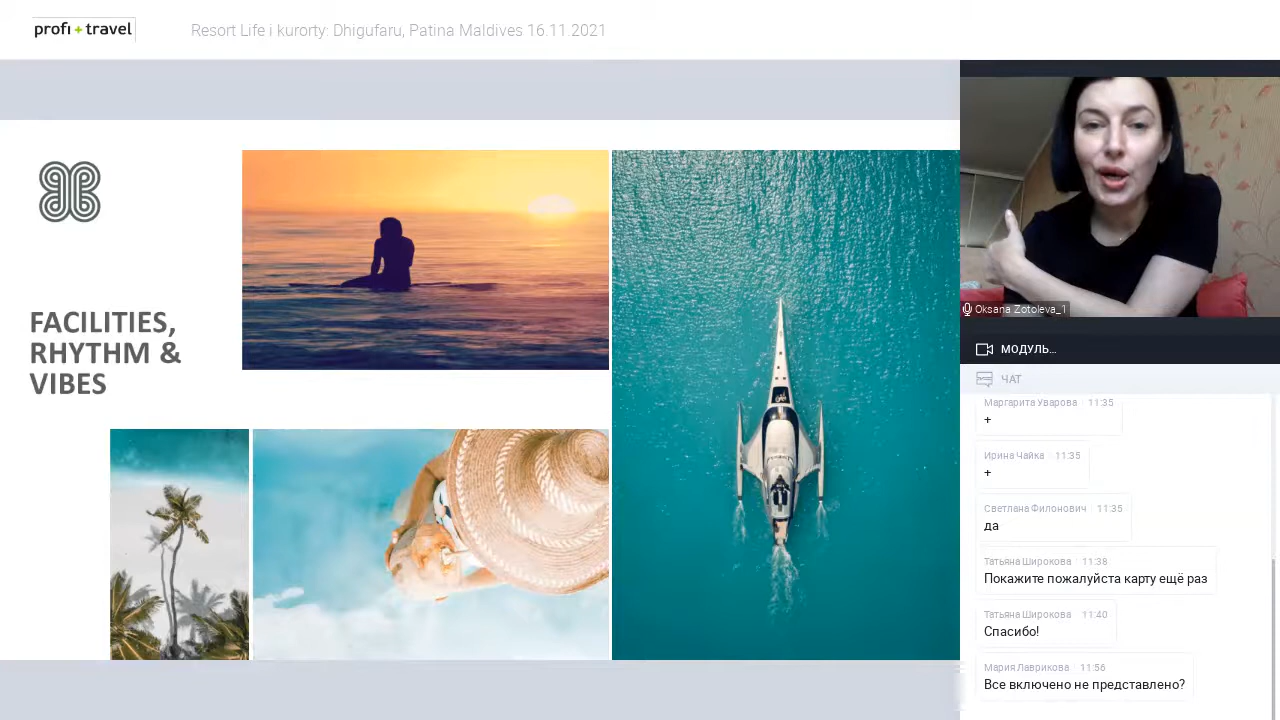 profi + travel
Resort Life i kurorty: Dhigufaru, Patina Maldives 16.11.2021
FACILITIES,
RHYTHM &
VIBES
Oksana Zotoleva_1
МОДУЛЬ...
ЧАТ
Маргарита Уварова 11:35
+
Ирина Чайка 11:35
+
Светлана Филонович 11:35
да
Татьяна Широкова 11:38
Покажите пожалуйста карту ещё раз
Татьяна Широкова 11:40
Спасибо!
Мария Лаврикова 11:56
Все включено не представлено?